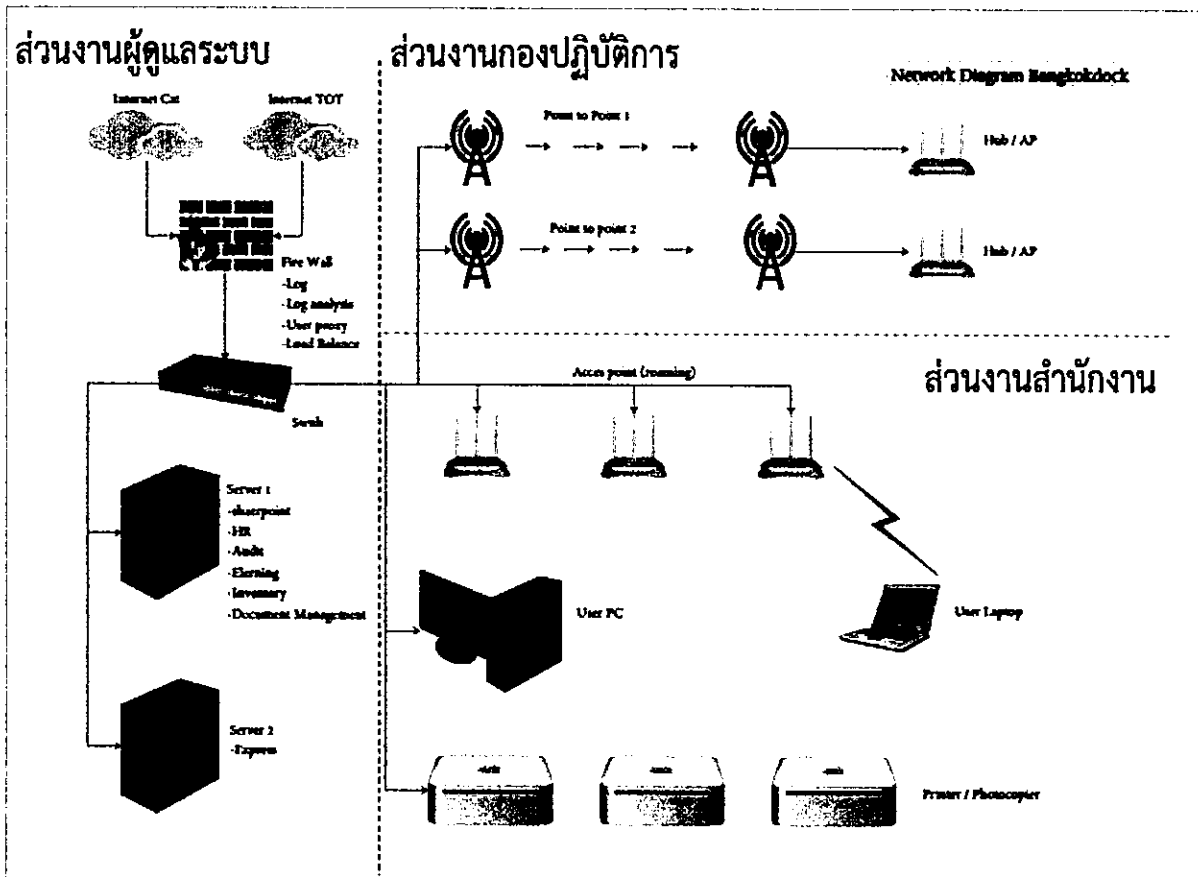 ส่วนงานผู้ดูแลระบบ
ส่วนงานกองปฏิบัติการ
Network Diagram Bangkokdock
Internet Cat
Internet TOT
Point to Point 1
Hub / AP
Point to point 2
Hub / AP
Fire Wall
-Log
-Log analysis
-User proxy
-Load Balance
Acces point (roaming)
ส่วนงานสำนักงาน
Server 1
-sharpoint
-HR
-Audit
-Elerning
-Inventory
-Document Management
User PC
User Laptop
Server 2
-Express
Printer / Photocopier